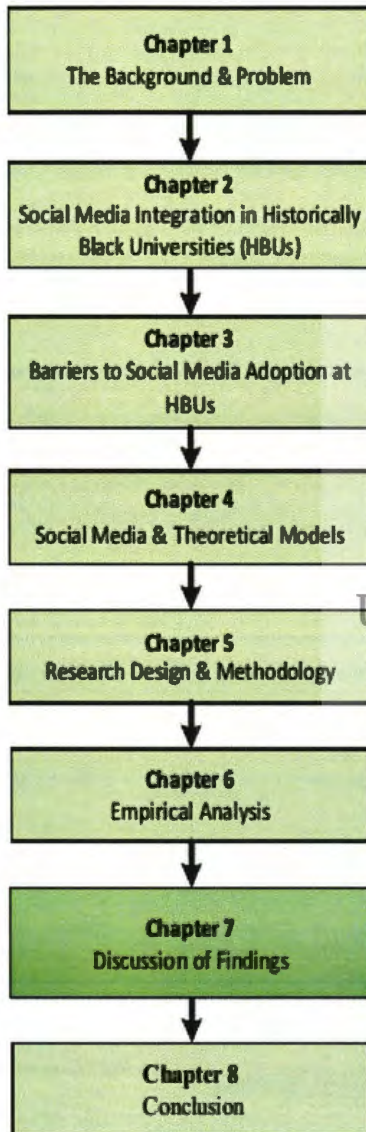 Chapter 1
The Background & Problem
Chapter 2
Social Media Integration in Historically
Black Universities (HBUs)
Chapter 3
Barriers to Social Media Adoption at
HBUs
Chapter 4
Social Media & Theoretical Models
Chapter 5
Research Design & Methodology
Chapter 6
Empirical Analysis
Chapter 7
Discussion of Findings
Chapter 8
Conclusion